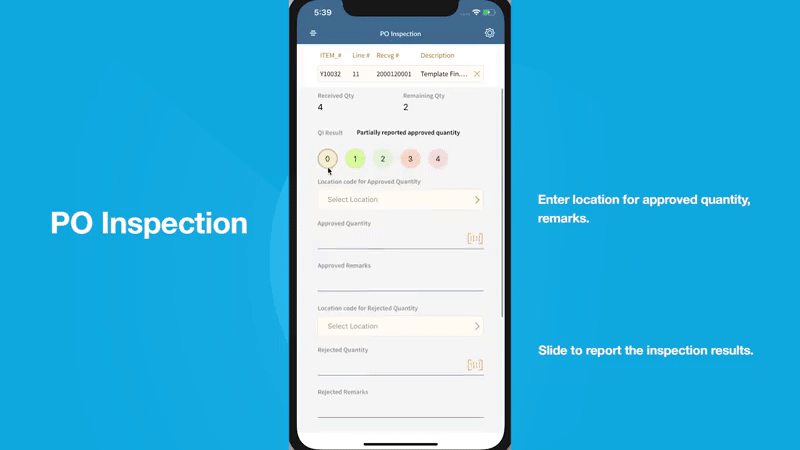 PO Inspection
5:39
PO Inspection
ITEM_# Line # Recvg # Description
Y10032 11 2000120001 Template Fin....
Received Qty Remaining Qty
4 2
QI Result Partially reported approved quantity
0 1 2 3 4
Location code for Approved Quantity
Select Location
Approved Quantity
Approved Remarks
Location code for Rejected Quantity
Select Location
Rejected Quantity
Rejected Remarks
Enter location for approved quantity,
remarks.
Slide to report the inspection results.